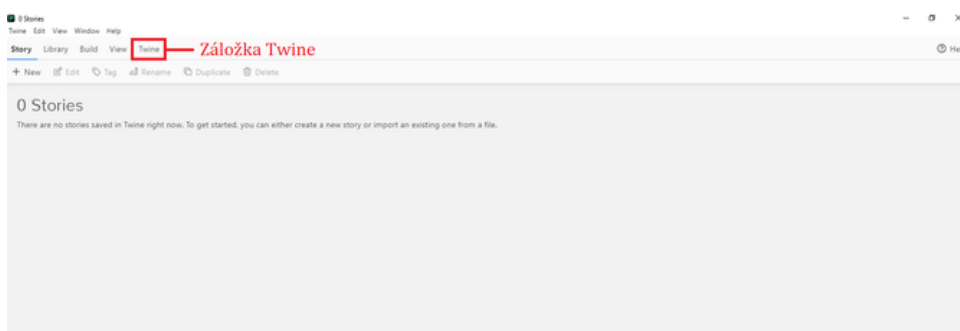 0 Stories
Twine Edit View Window Help
Story Library Build View Twine Záložka Twine He
+ New Edit Tag Rename Duplicate Delete
0 Stories
There are no stories saved in Twine right now. To get started, you can either create a new story or import an existing one from a file.